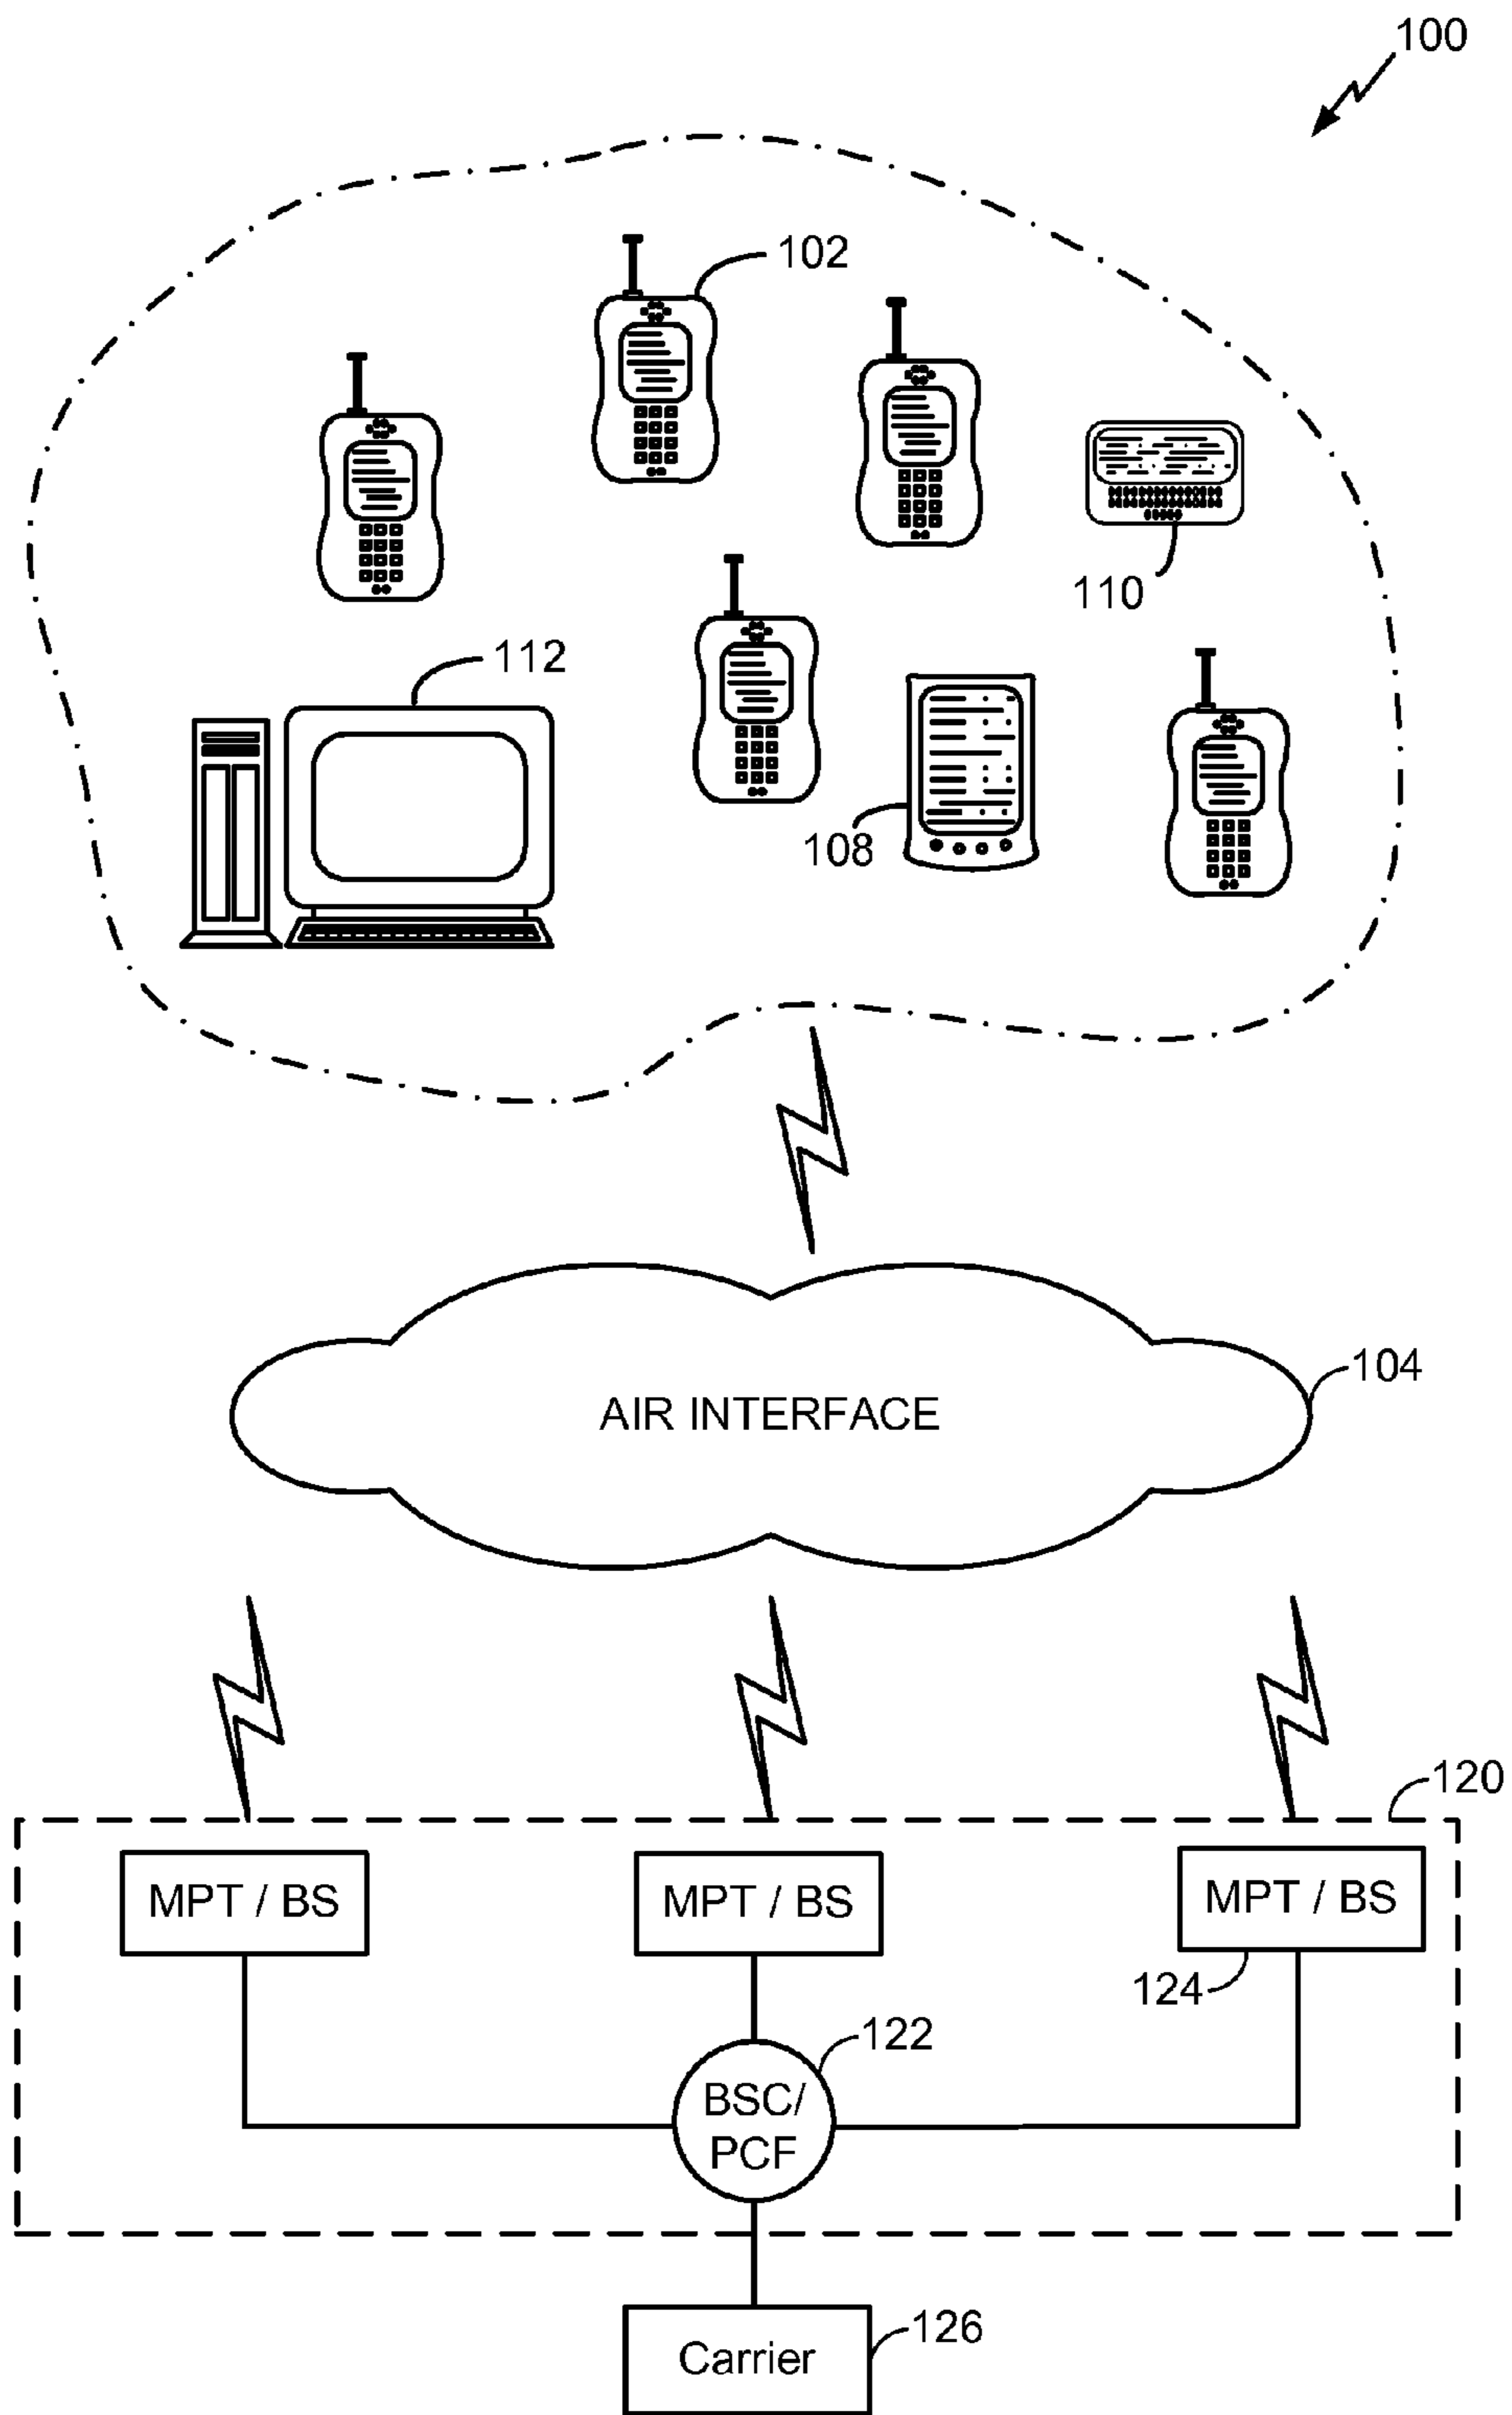 100
102
110
112
108
104
AIR INTERFACE
120
MPT / BS
MPT / BS
MPT / BS
124
122
BSC/
PCF
126
Carrier